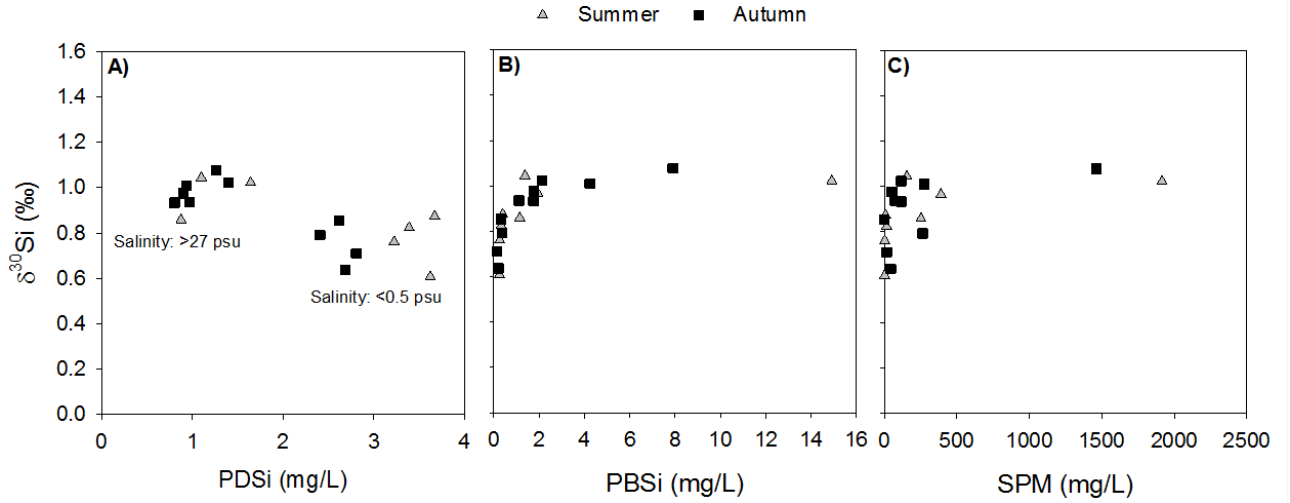 Summer Autumn
A) B) C)
1.6
1.4
1.2
1.0
0.8
0.6
0.4
0.2
0.0
δ30Si (‰)
Salinity: >27 psu
Salinity: <0.5 psu
0 1 2 3 4
0 2 4 6 8 10 12 14 16
0 500 1000 1500 2000 2500
PDSi (mg/L) PBSi (mg/L) SPM (mg/L)